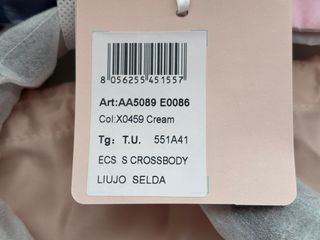 8 056255 451557
Art:AA5089 E0086
Col:X0459 Cream
Tg: T.U. 551A41
ECS S CROSSBODY
LIUJO SELDA